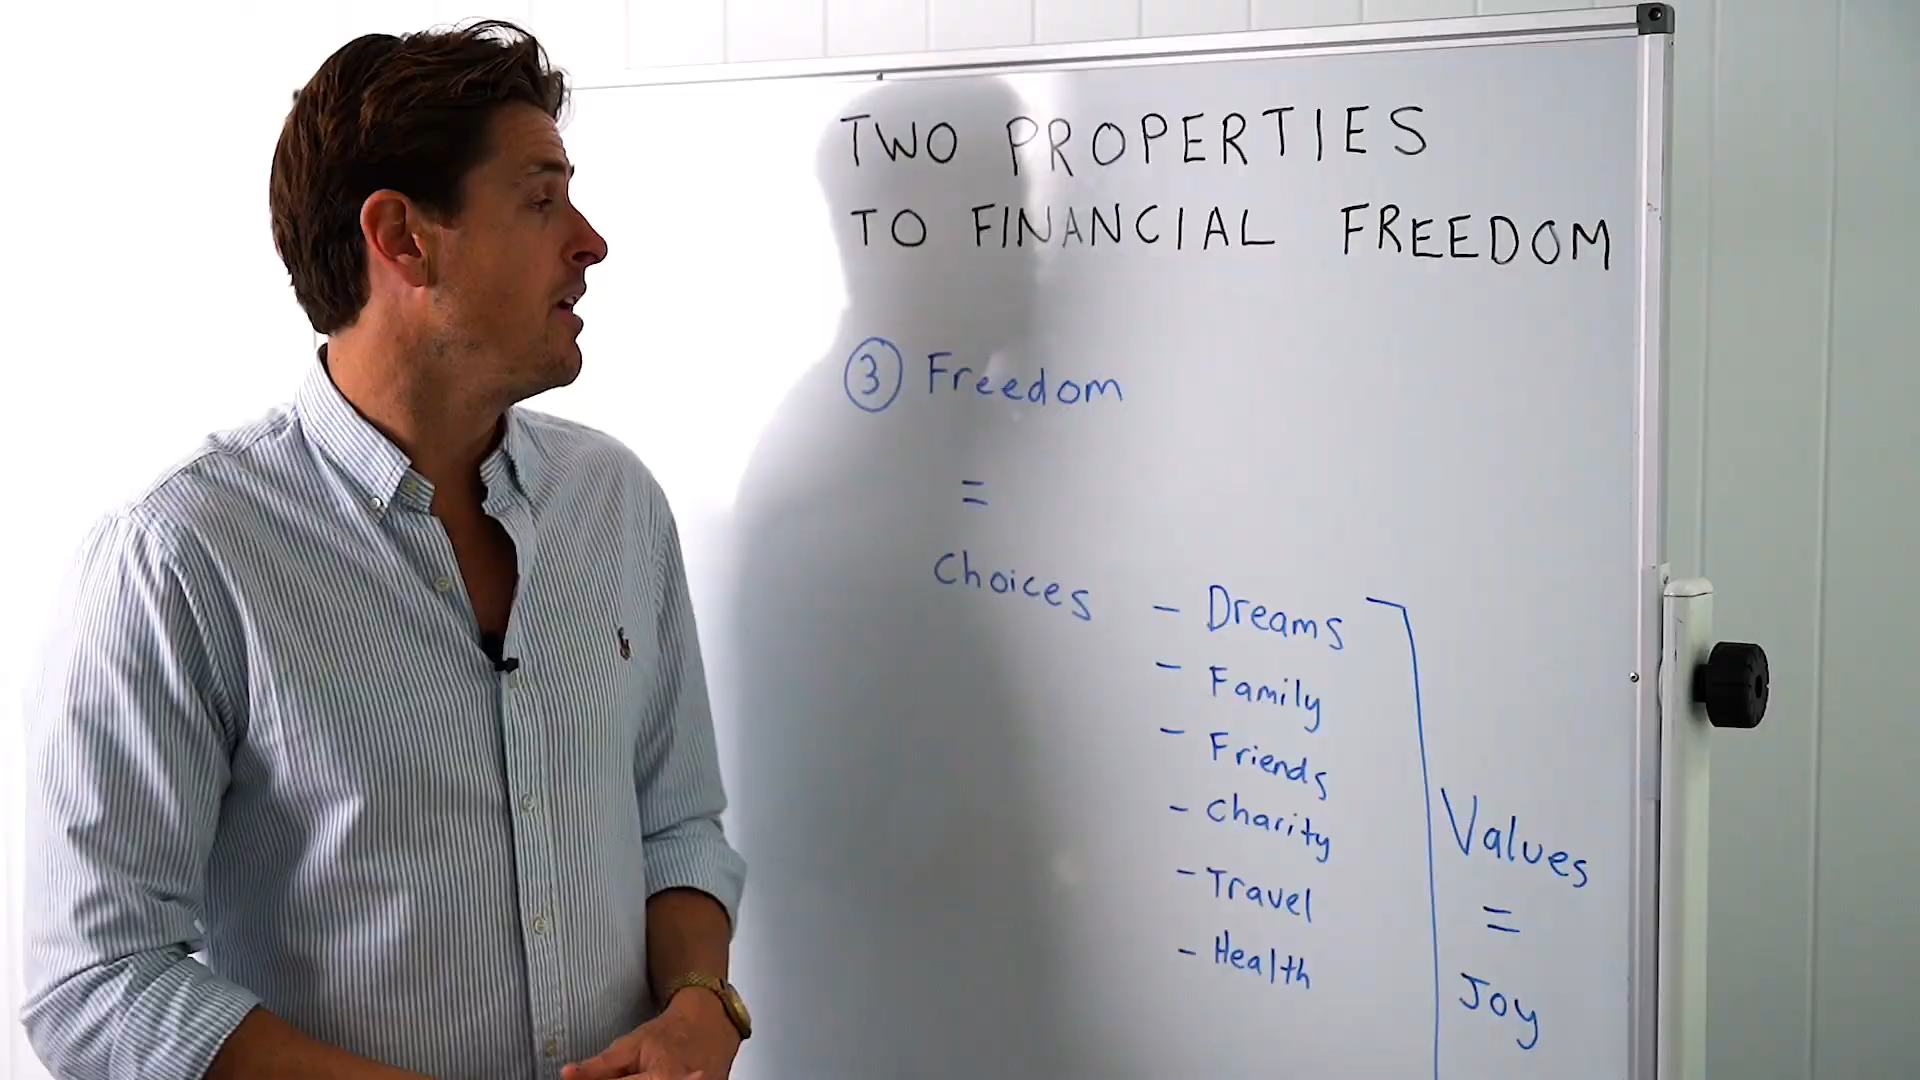 TWO PROPERTIES
TO FINANCIAL FREEDOM
3 Freedom
=
Choices
- Dreams
- Family
- Friends
- Charity
- Travel
- Health
Values
=
Joy